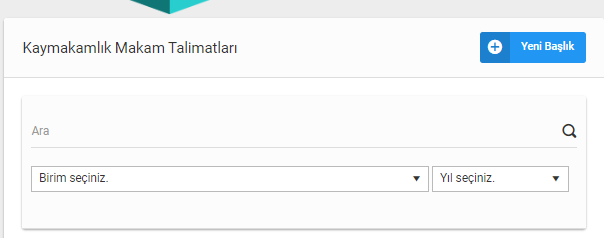 Kaymakamlık Makam Talimatları
Yeni Başlık
Ara
Birim seçiniz.
Yıl seçiniz.